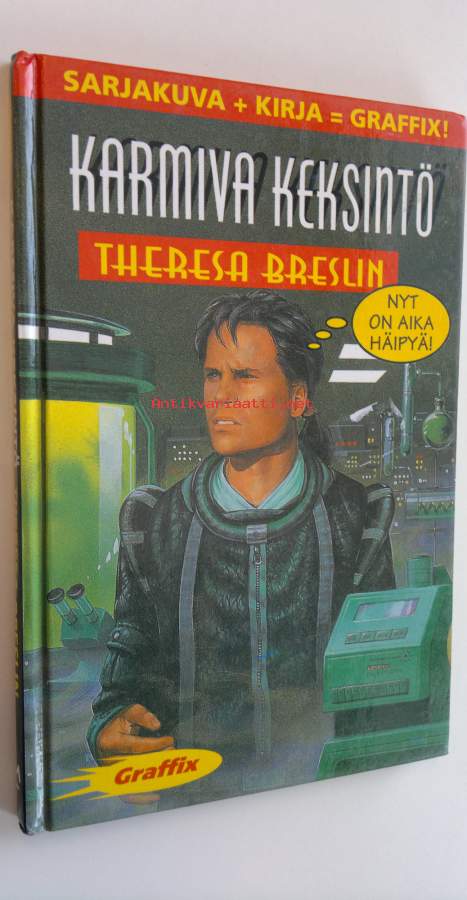 SARJAKUVA + KIRJA = GRAFFIX!
KARMIVA KEKSINTÖ
THERESA BRESLIN
NYT
ON AIKA
HÄIPYÄ!
Antikvariaatti.net
Graffix